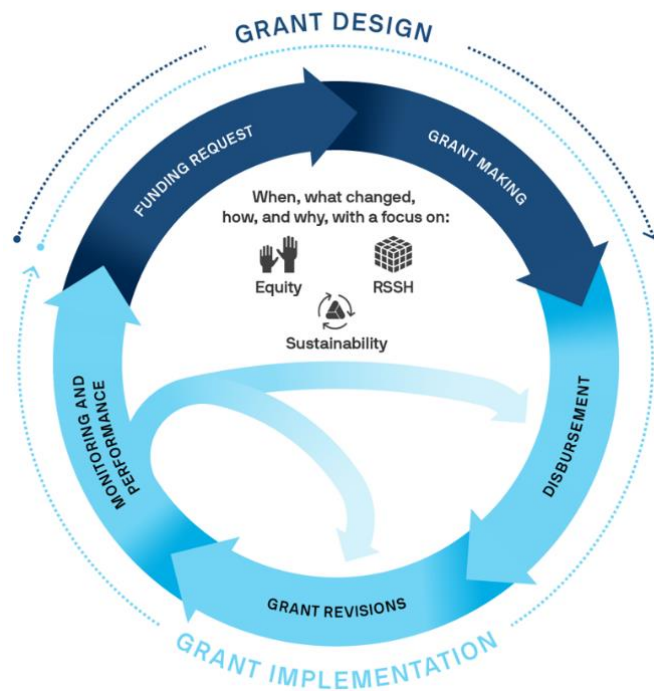 GRANT DESIGN
FUNDING REQUEST
GRANT MAKING
When, what changed,
how, and why, with a focus on:
Equity
RSSH
Sustainability
DISBURSEMENT
MONITORING AND
PERFORMANCE
GRANT REVISIONS
GRANT IMPLEMENTATION